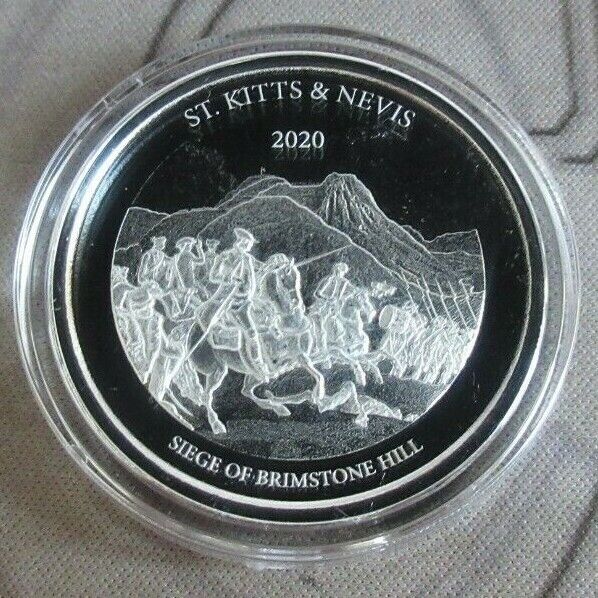 ST. KITTS & NEVIS
2020
SIEGE OF BRIMSTONE HILL